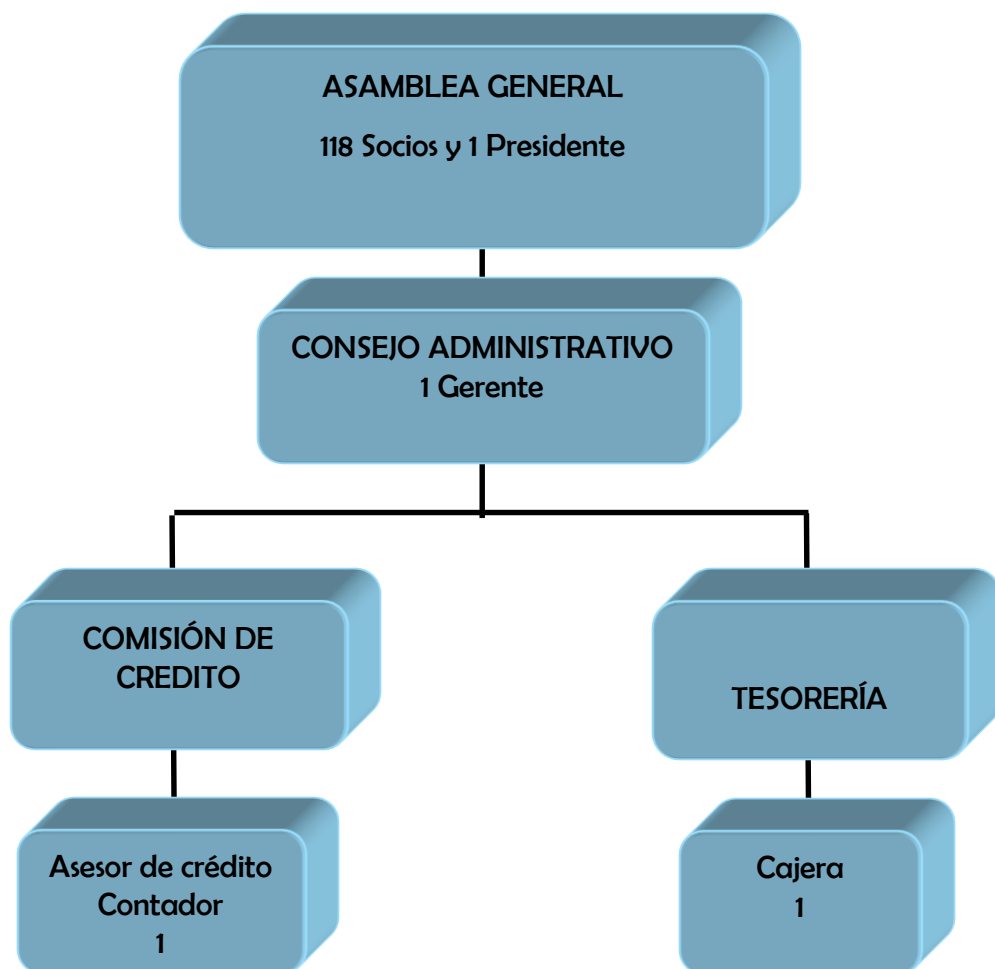 ASAMBLEA GENERAL
118 Socios y 1 Presidente
CONSEJO ADMINISTRATIVO
1 Gerente
COMISIÓN DE
CREDITO
TESORERÍA
Asesor de crédito
Contador
1
Cajera
1